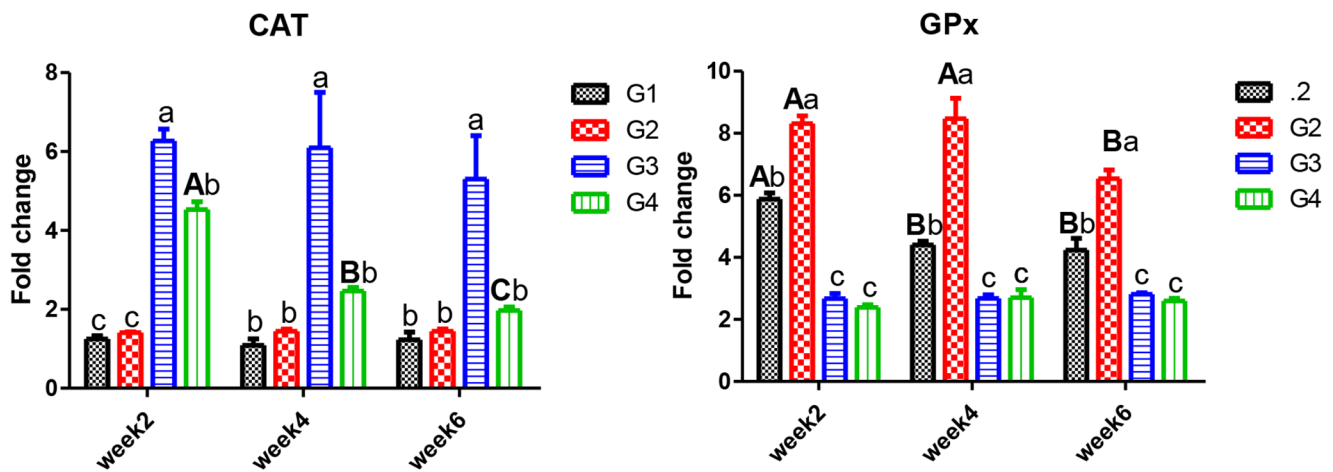 CAT
Fold change
8
6
4
2
0
c c a Ab
b b a Bb
b b a Cb
week2 week4 week6
G1
G2
G3
G4
GPx
Fold change
10
8
6
4
2
0
Ab Aa c c
Bb Aa c c
Bb Ba c c
week2 week4 week6
.2
G2
G3
G4